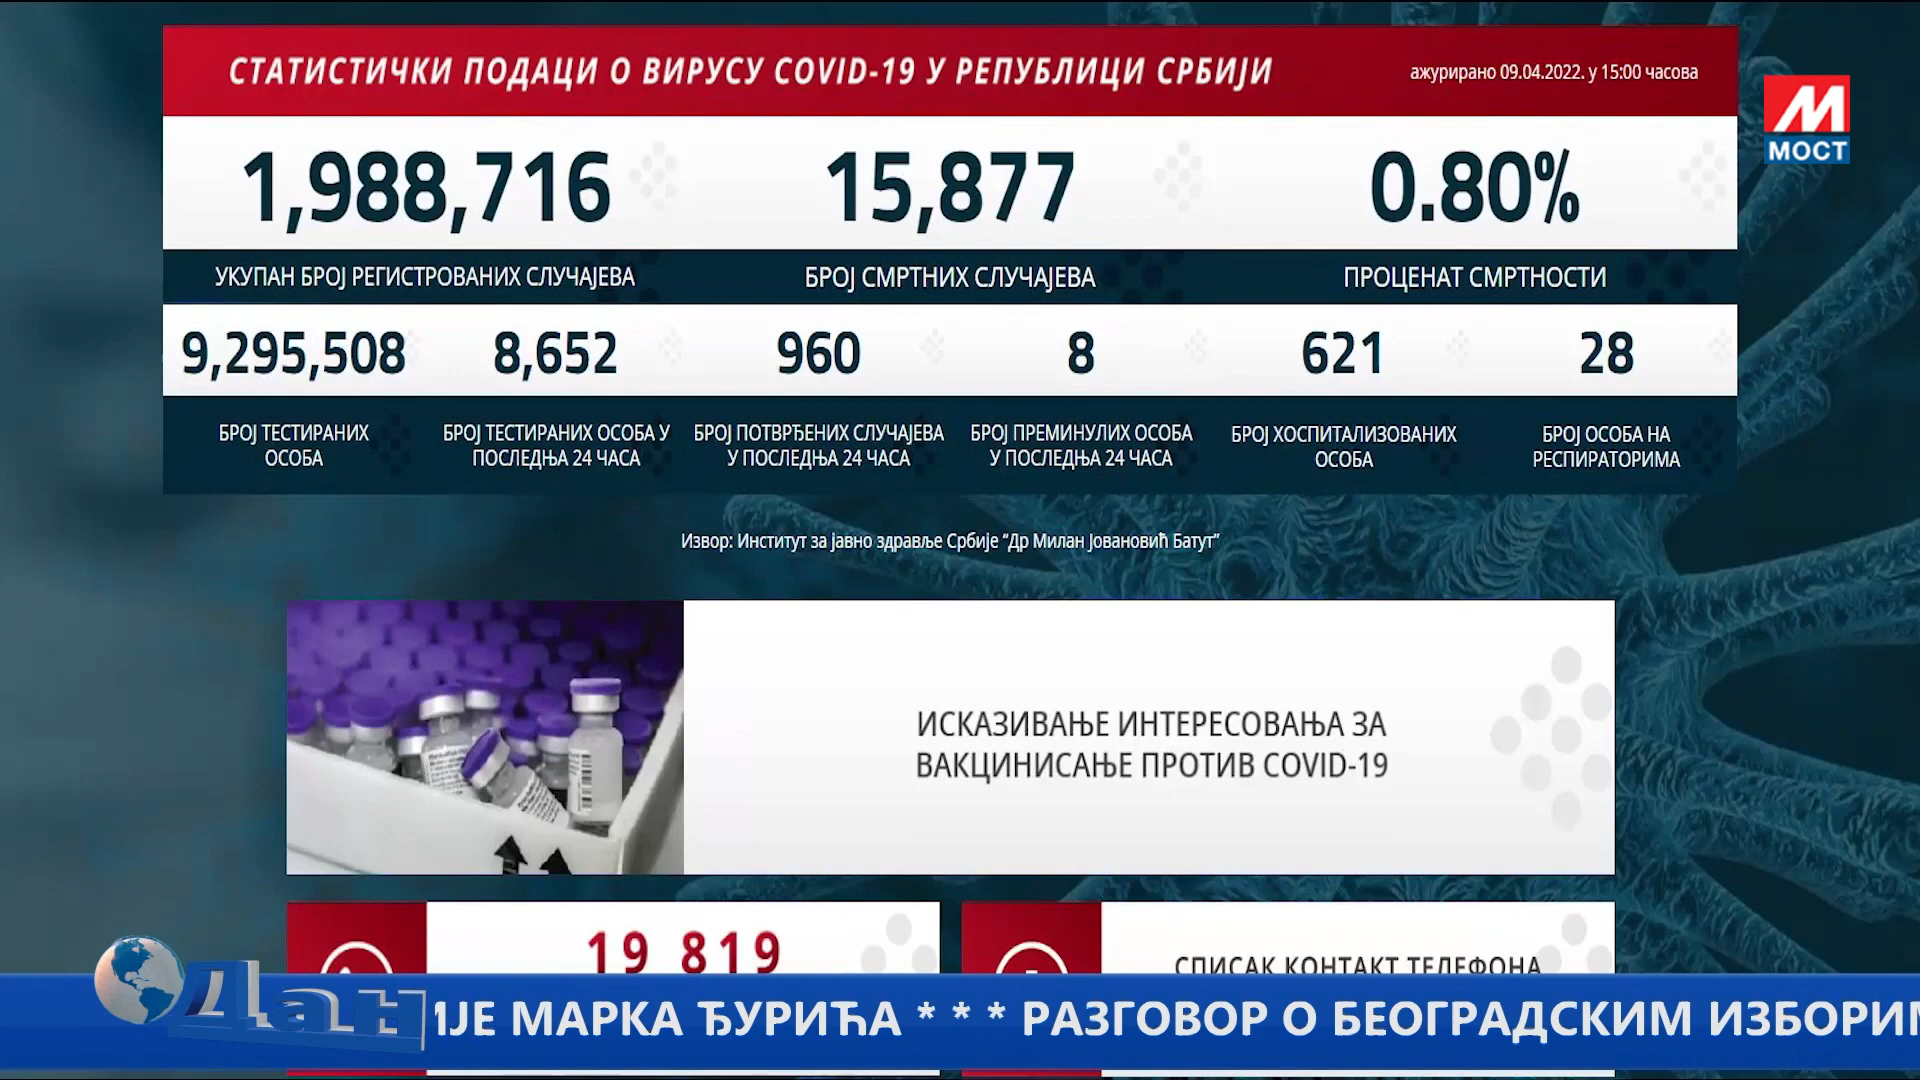 СТАТИСТИЧКИ ПОДАЦИ О ВИРУСУ COVID-19 У РЕПУБЛИЦИ СРБИЈИ
ажурирано 09.04.2022. у 15:00 часова
М
МОСТ
1,988,716
15,877
0.80%
УКУПАН БРОЈ РЕГИСТРОВАНИХ СЛУЧАЈЕВА
БРОЈ СМРТНИХ СЛУЧАЈЕВА
ПРОЦЕНАТ СМРТНОСТИ
9,295,508
8,652
960
8
621
28
БРОЈ ТЕСТИРАНИХ
ОСОБА
БРОЈ ТЕСТИРАНИХ ОСОБА У
ПОСЛЕДЊА 24 ЧАСА
БРОЈ ПОТВРЂЕНИХ СЛУЧАЈЕВА
У ПОСЛЕДЊА 24 ЧАСА
БРОЈ ПРЕМИНУЛИХ ОСОБА
У ПОСЛЕДЊА 24 ЧАСА
БРОЈ ХОСПИТАЛИЗОВАНИХ
ОСОБА
БРОЈ ОСОБА НА
РЕСПИРАТОРИМА
Извор: Институт за јавно здравље Србије “Др Милан Јовановић Батут”
ИСКАЗИВАЊЕ ИНТЕРЕСОВАЊА ЗА
ВАКЦИНИСАЊЕ ПРОТИВ COVID-19
19 819
СПИСАК КОНТАКТ ТЕЛЕФОНА
Дан
ИЈЕ МАРКА ЂУРИЋА * * * РАЗГОВОР О БЕОГРАДСКИМ ИЗБОРИМ